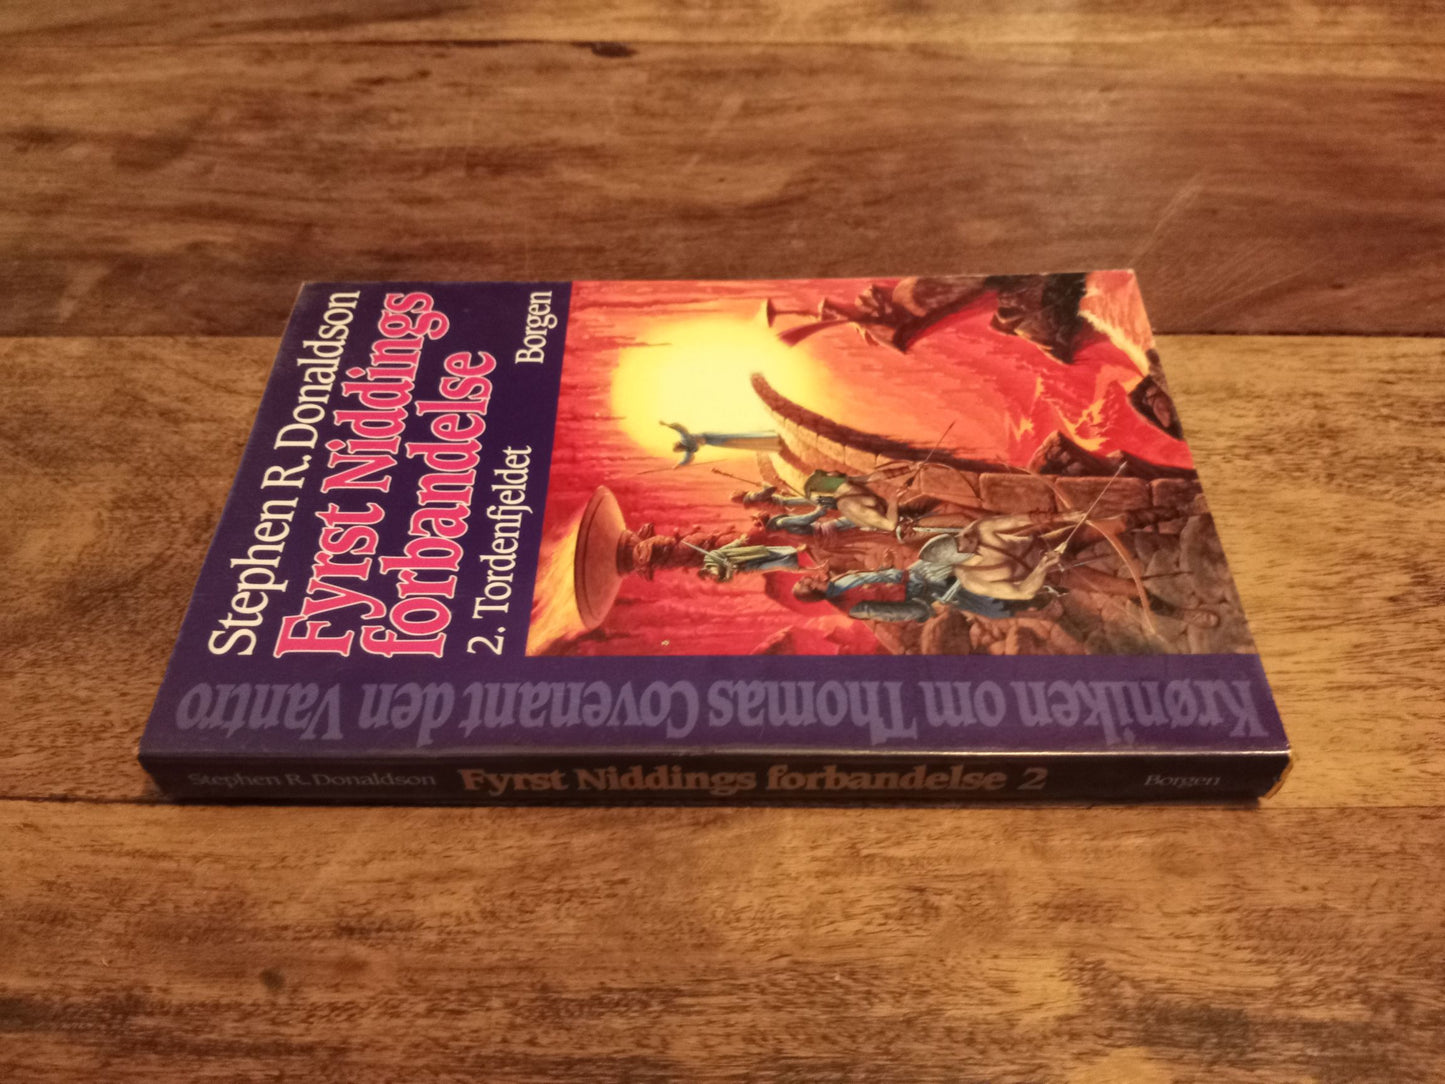 Stephen R. Donaldson
Fyrst Niddings
forbandelse
2. Tordenfjeldet
Borgen
Krøniken om Thomas Covenant den Vantro
Stephen R. Donaldson Fyrst Niddings forbandelse 2 Borgen